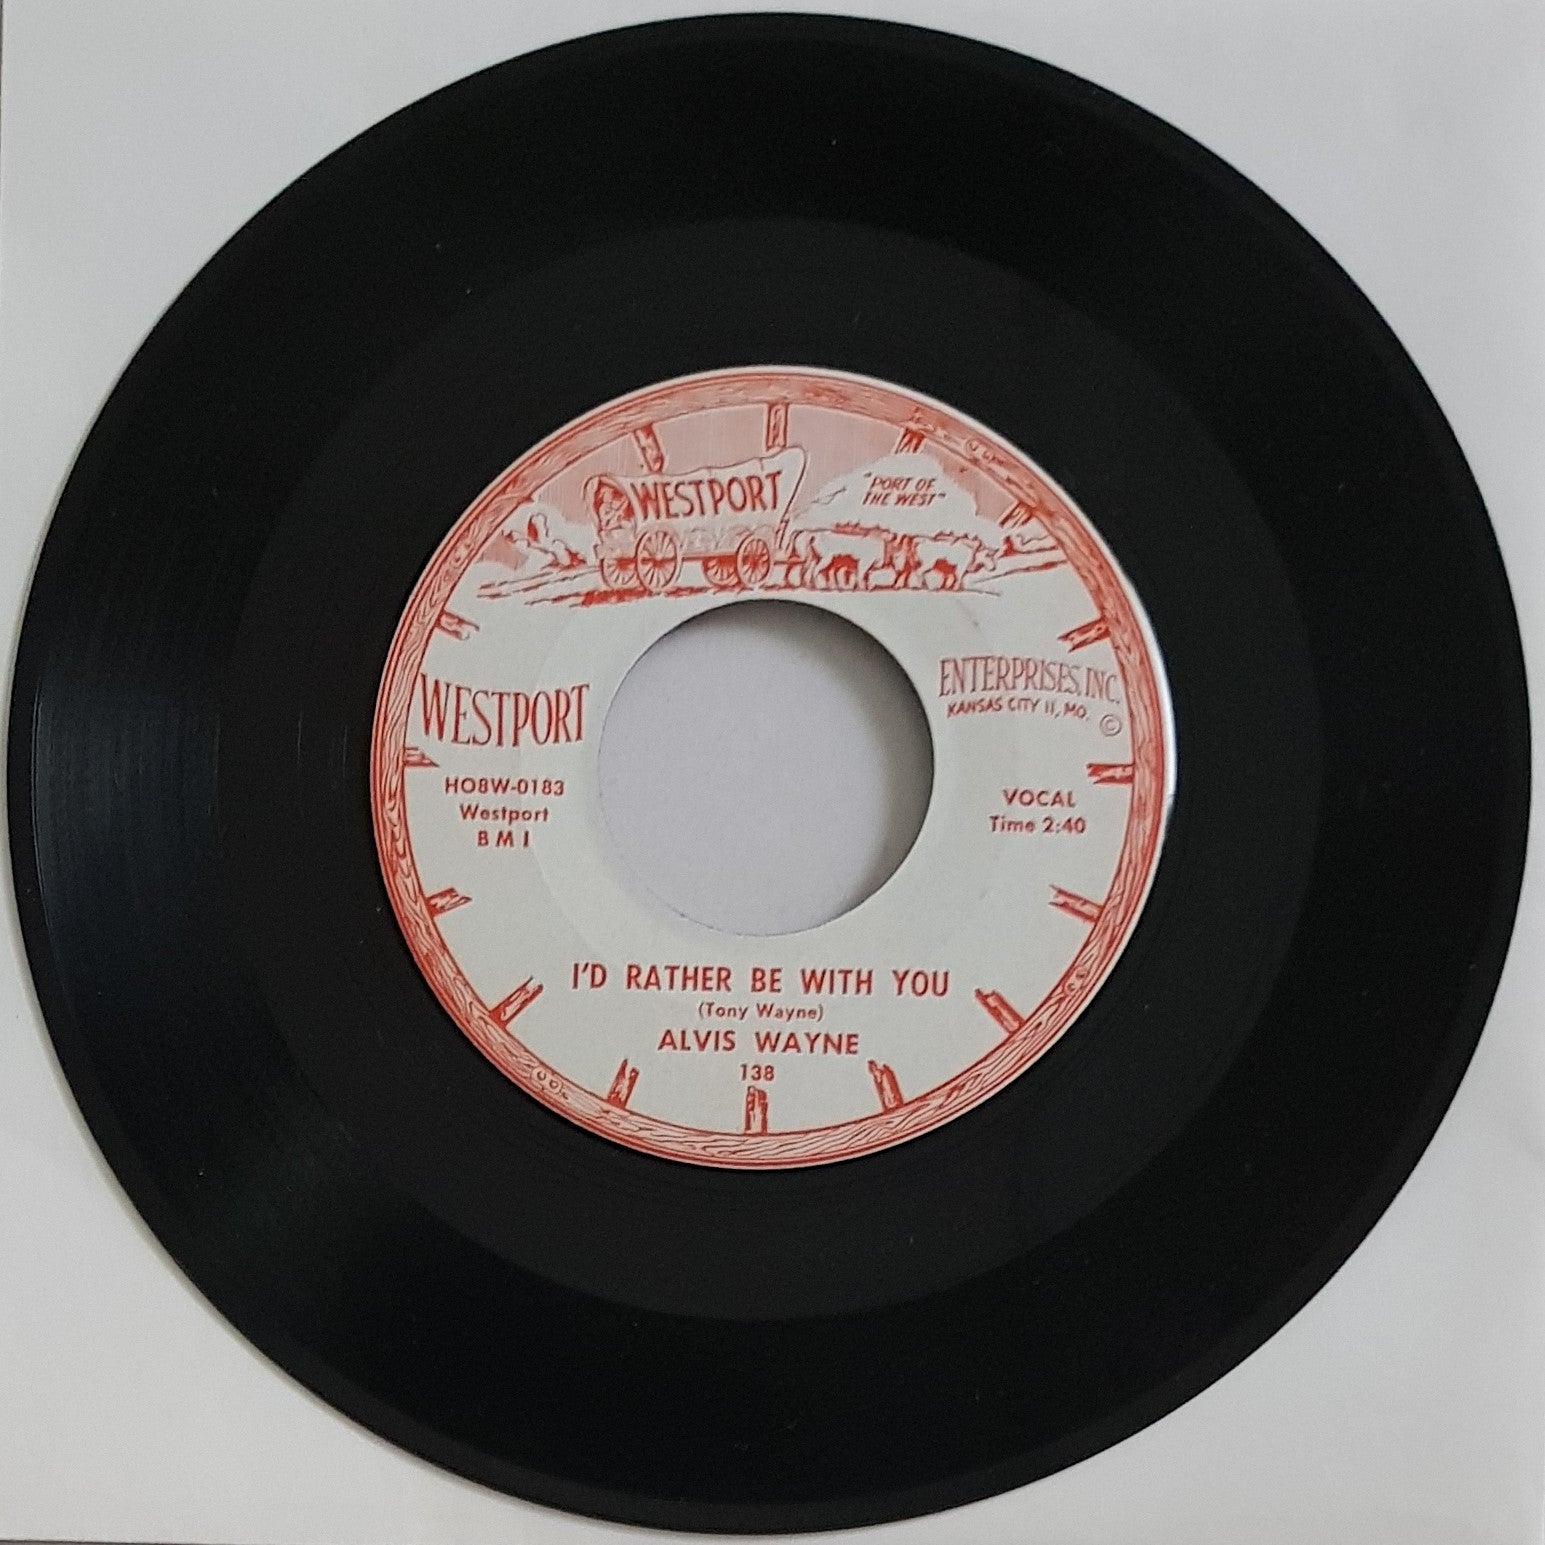 WESTPORT
"PORT OF
THE WEST"
WESTPORT
ENTERPRISES, INC.
KANSAS CITY 11, MO.
©
HO8W-0183
Westport
B M I
VOCAL
Time 2:40
I'D RATHER BE WITH YOU
(Tony Wayne)
ALVIS WAYNE
138